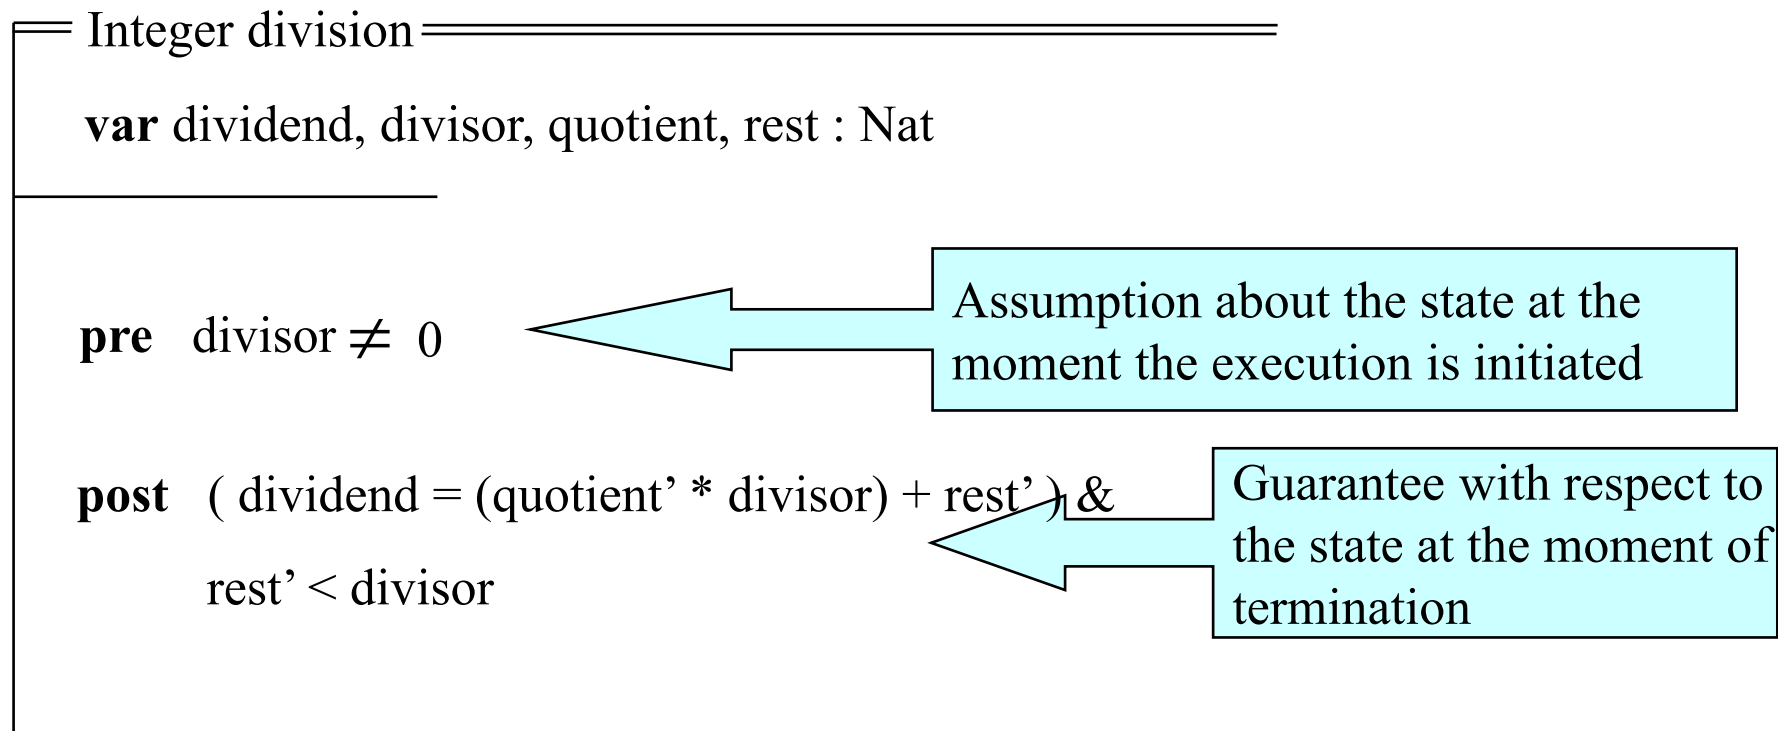 Integer division
var dividend, divisor, quotient, rest : Nat
pre divisor ≠ 0
Assumption about the state at the
moment the execution is initiated
post ( dividend = (quotient’ * divisor) + rest’ ) &
rest’ < divisor
Guarantee with respect to
the state at the moment of
termination